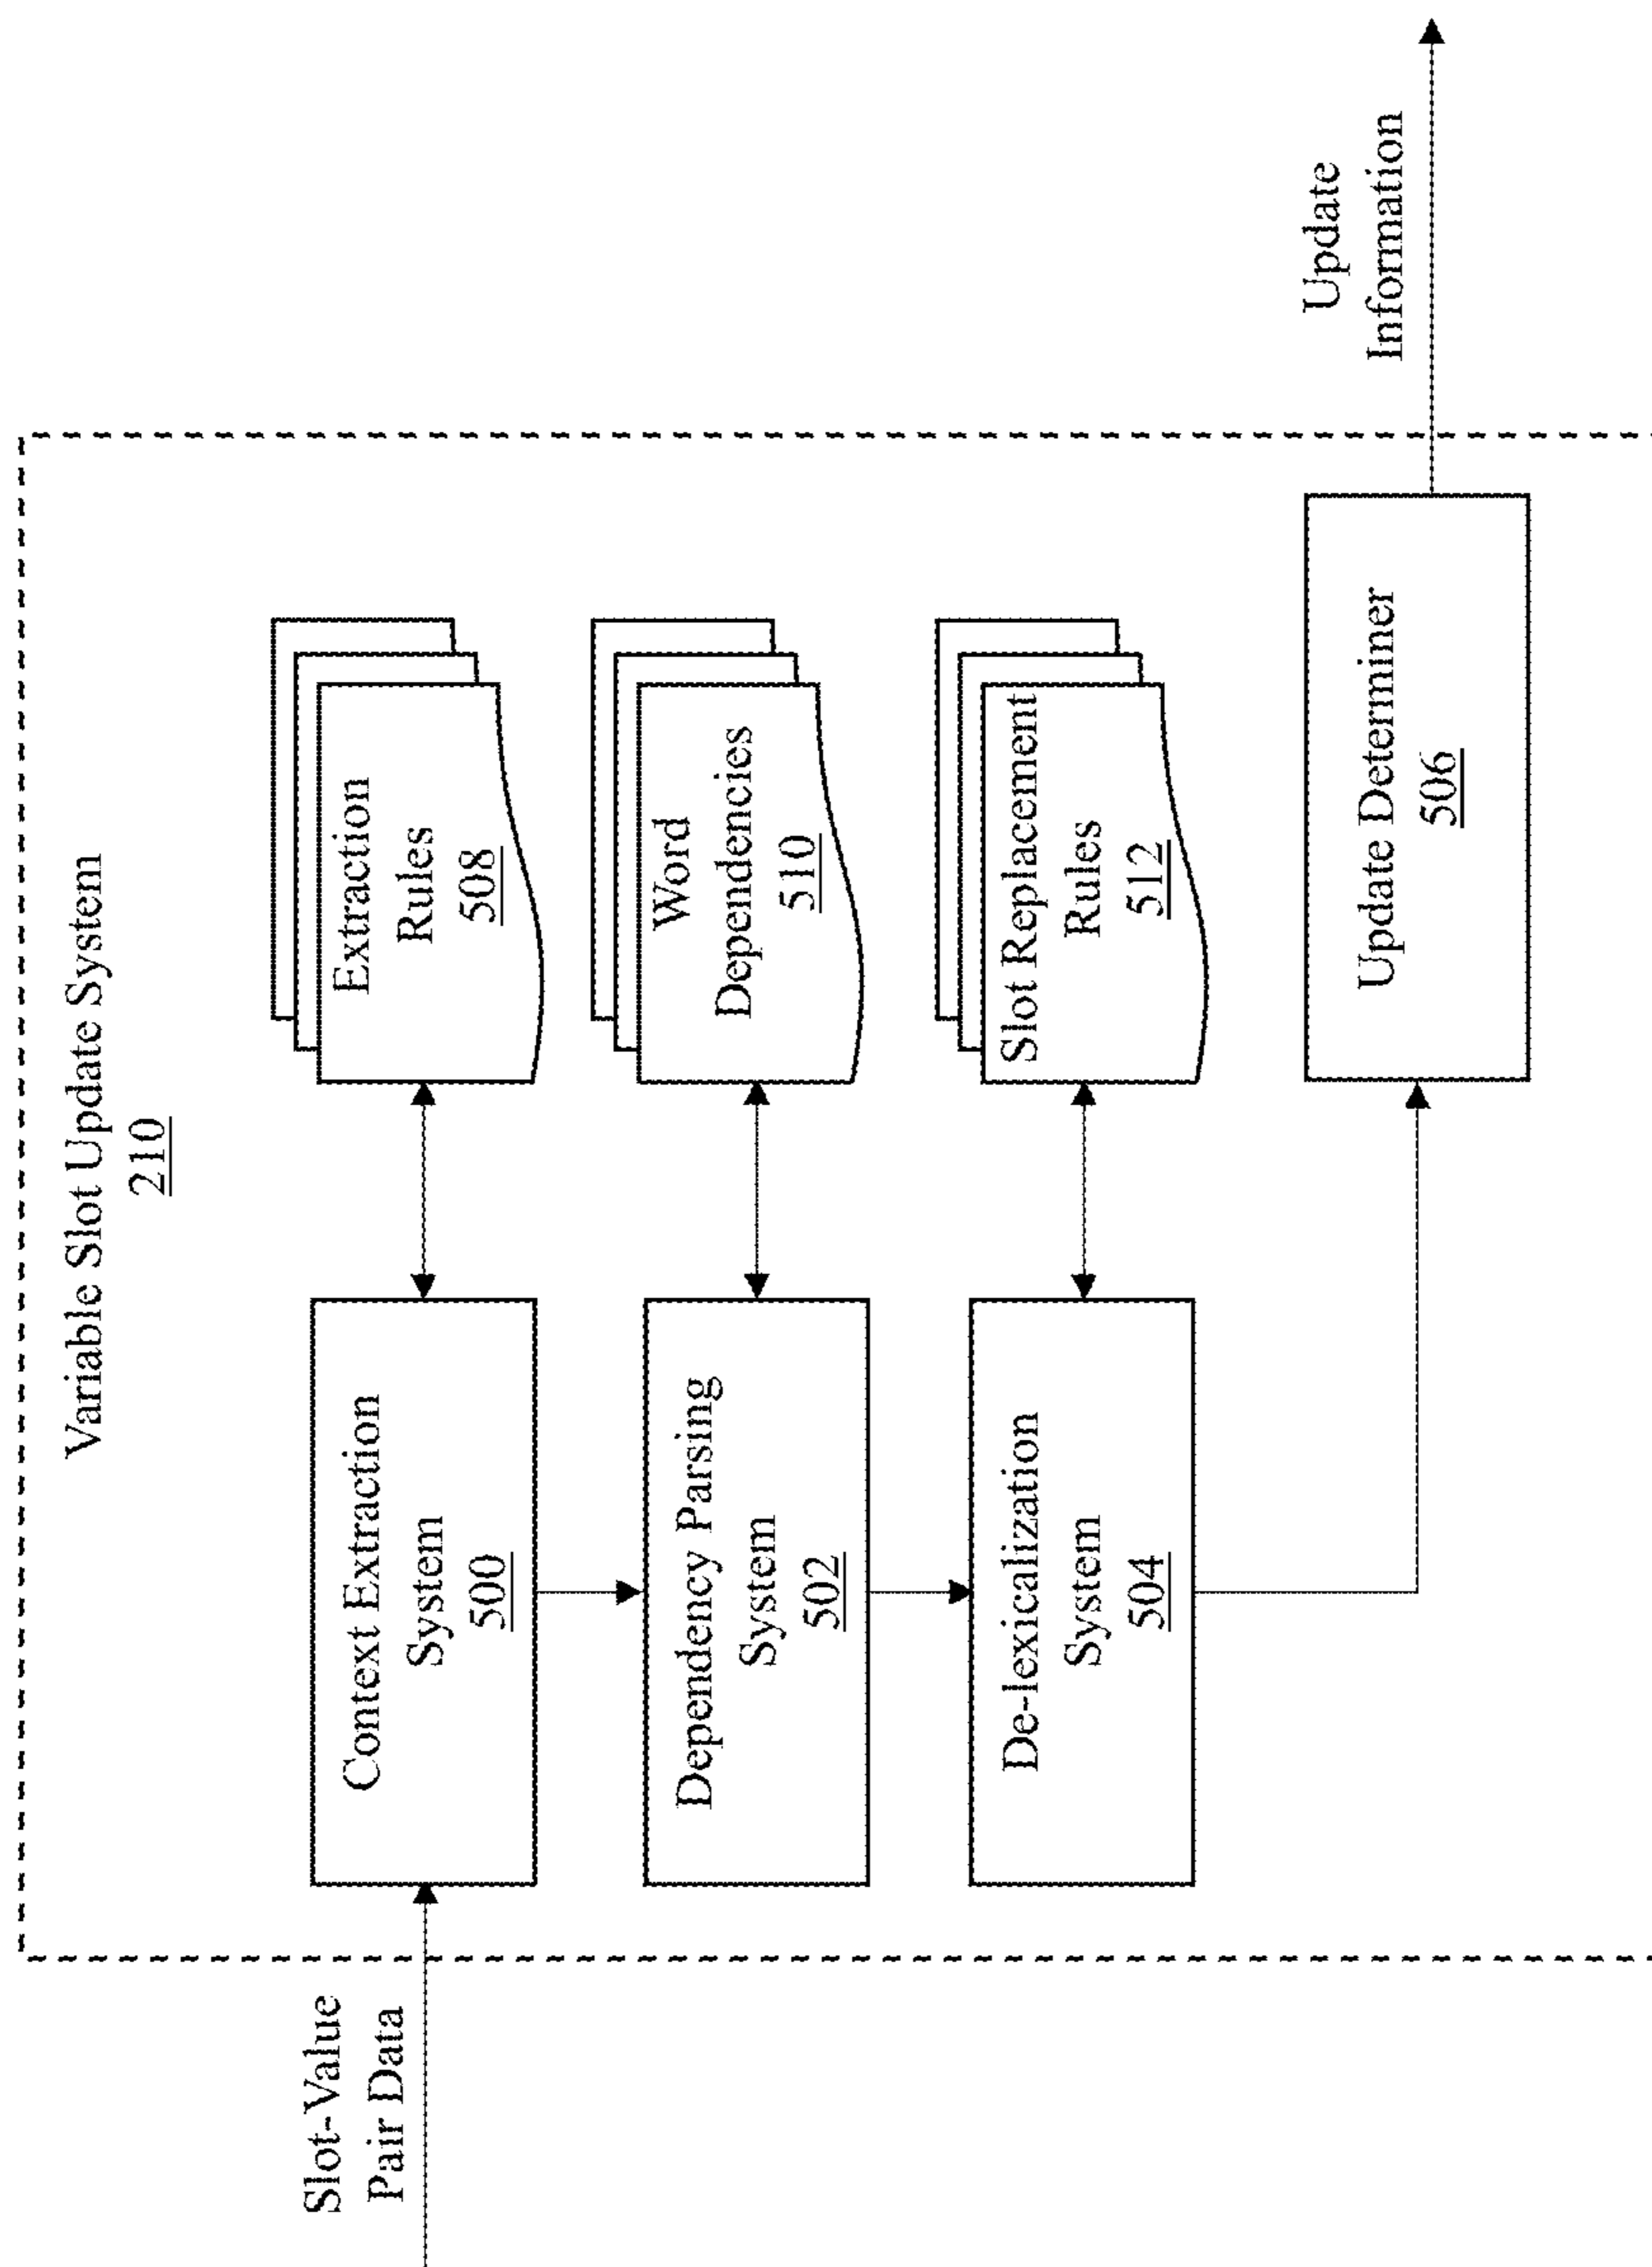 Variable Slot Update System
210
Slot-Value
Pair Data
Context Extraction
System
500
Extraction
Rules
508
Dependency Parsing
System
502
Word
Dependencies
510
De-lexicalization
System
504
Slot Replacement
Rules
512
Update Determiner
506
Update
Information